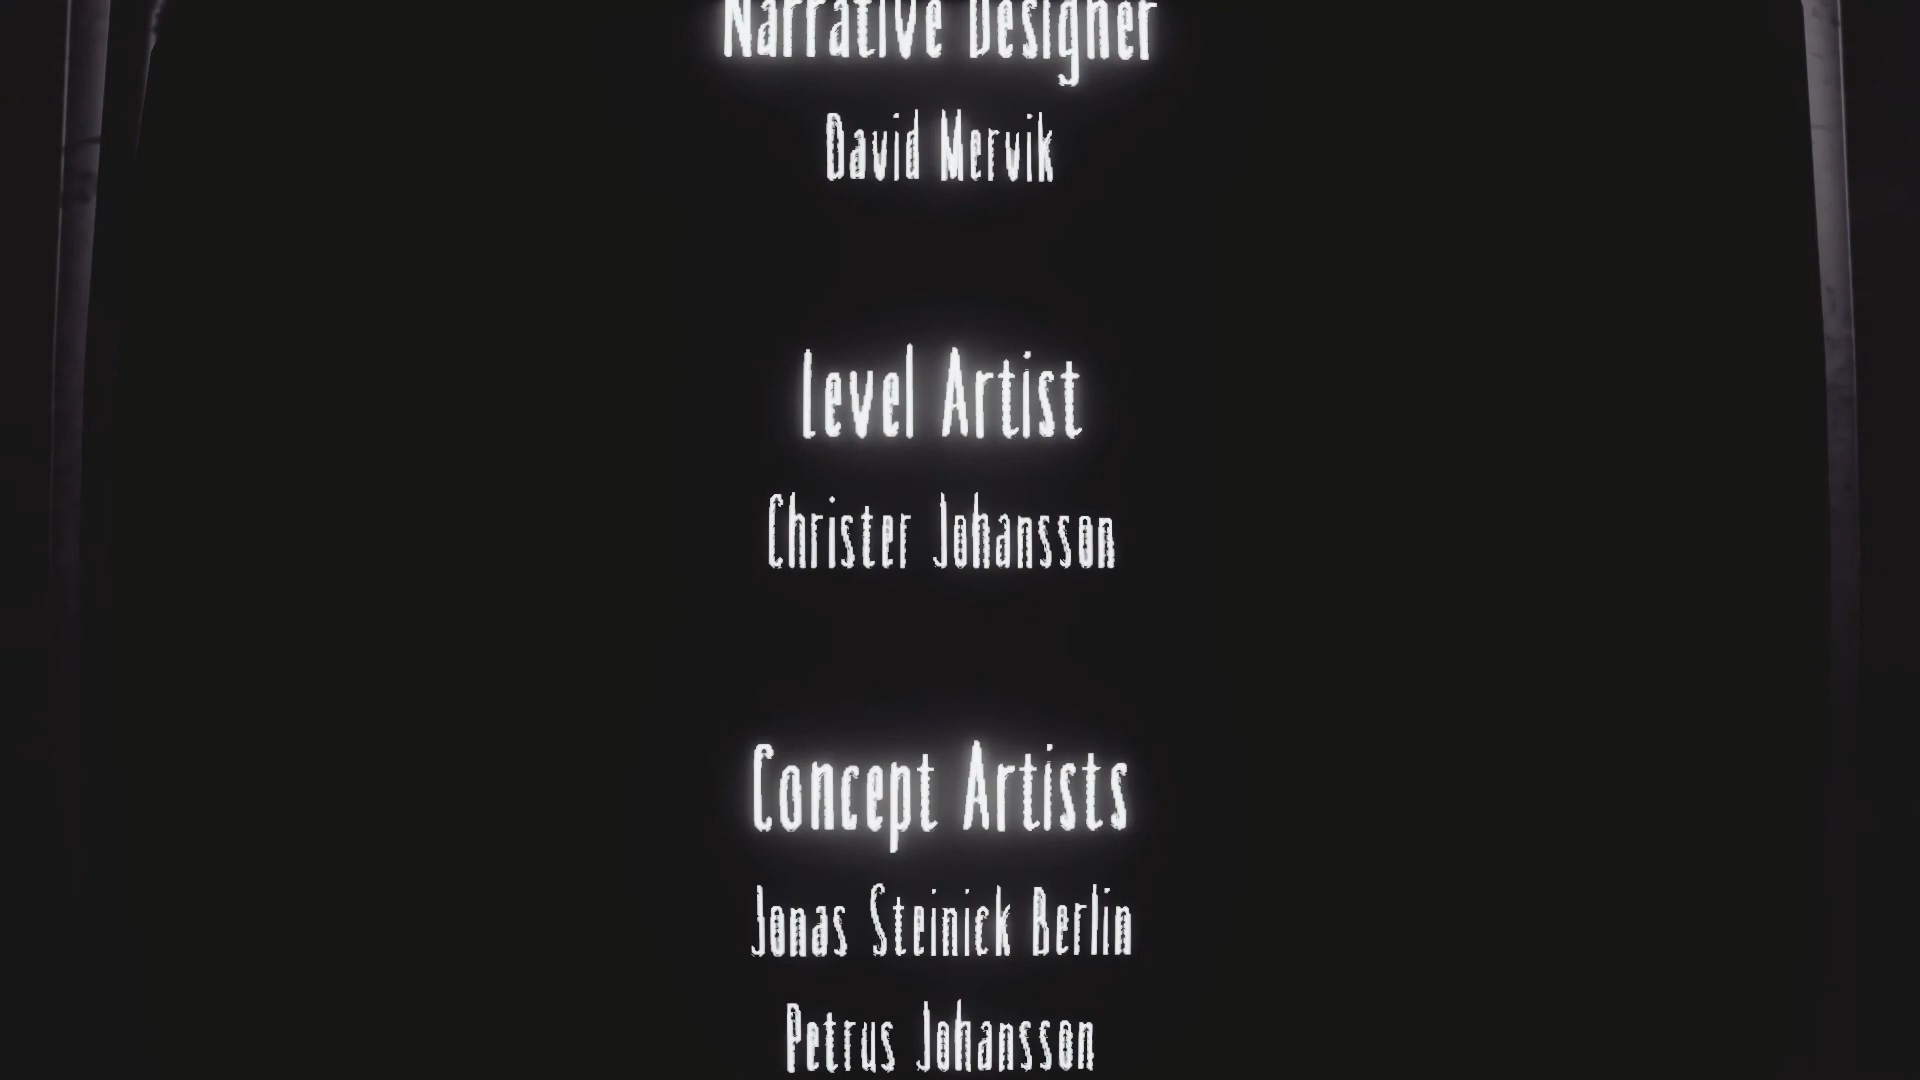 Narrative Designer
David Mervik
Level Artist
Christer Johansson
Concept Artists
Jonas Steinick Berlin
Petrus Johansson